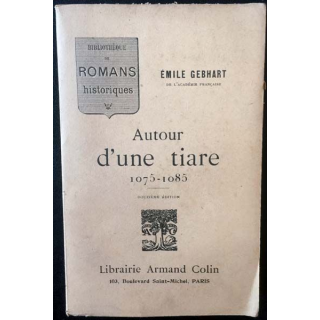 BIBLIOTHÈQUE
DE
ROMANS
historiques
ÉMILE GEBHART
DE L'ACADÉMIE FRANÇAISE
Autour
d'une tiare
1075-1085
ÉDITION
Librairie Armand Colin
103, Boulevard Saint-Michel, PARIS